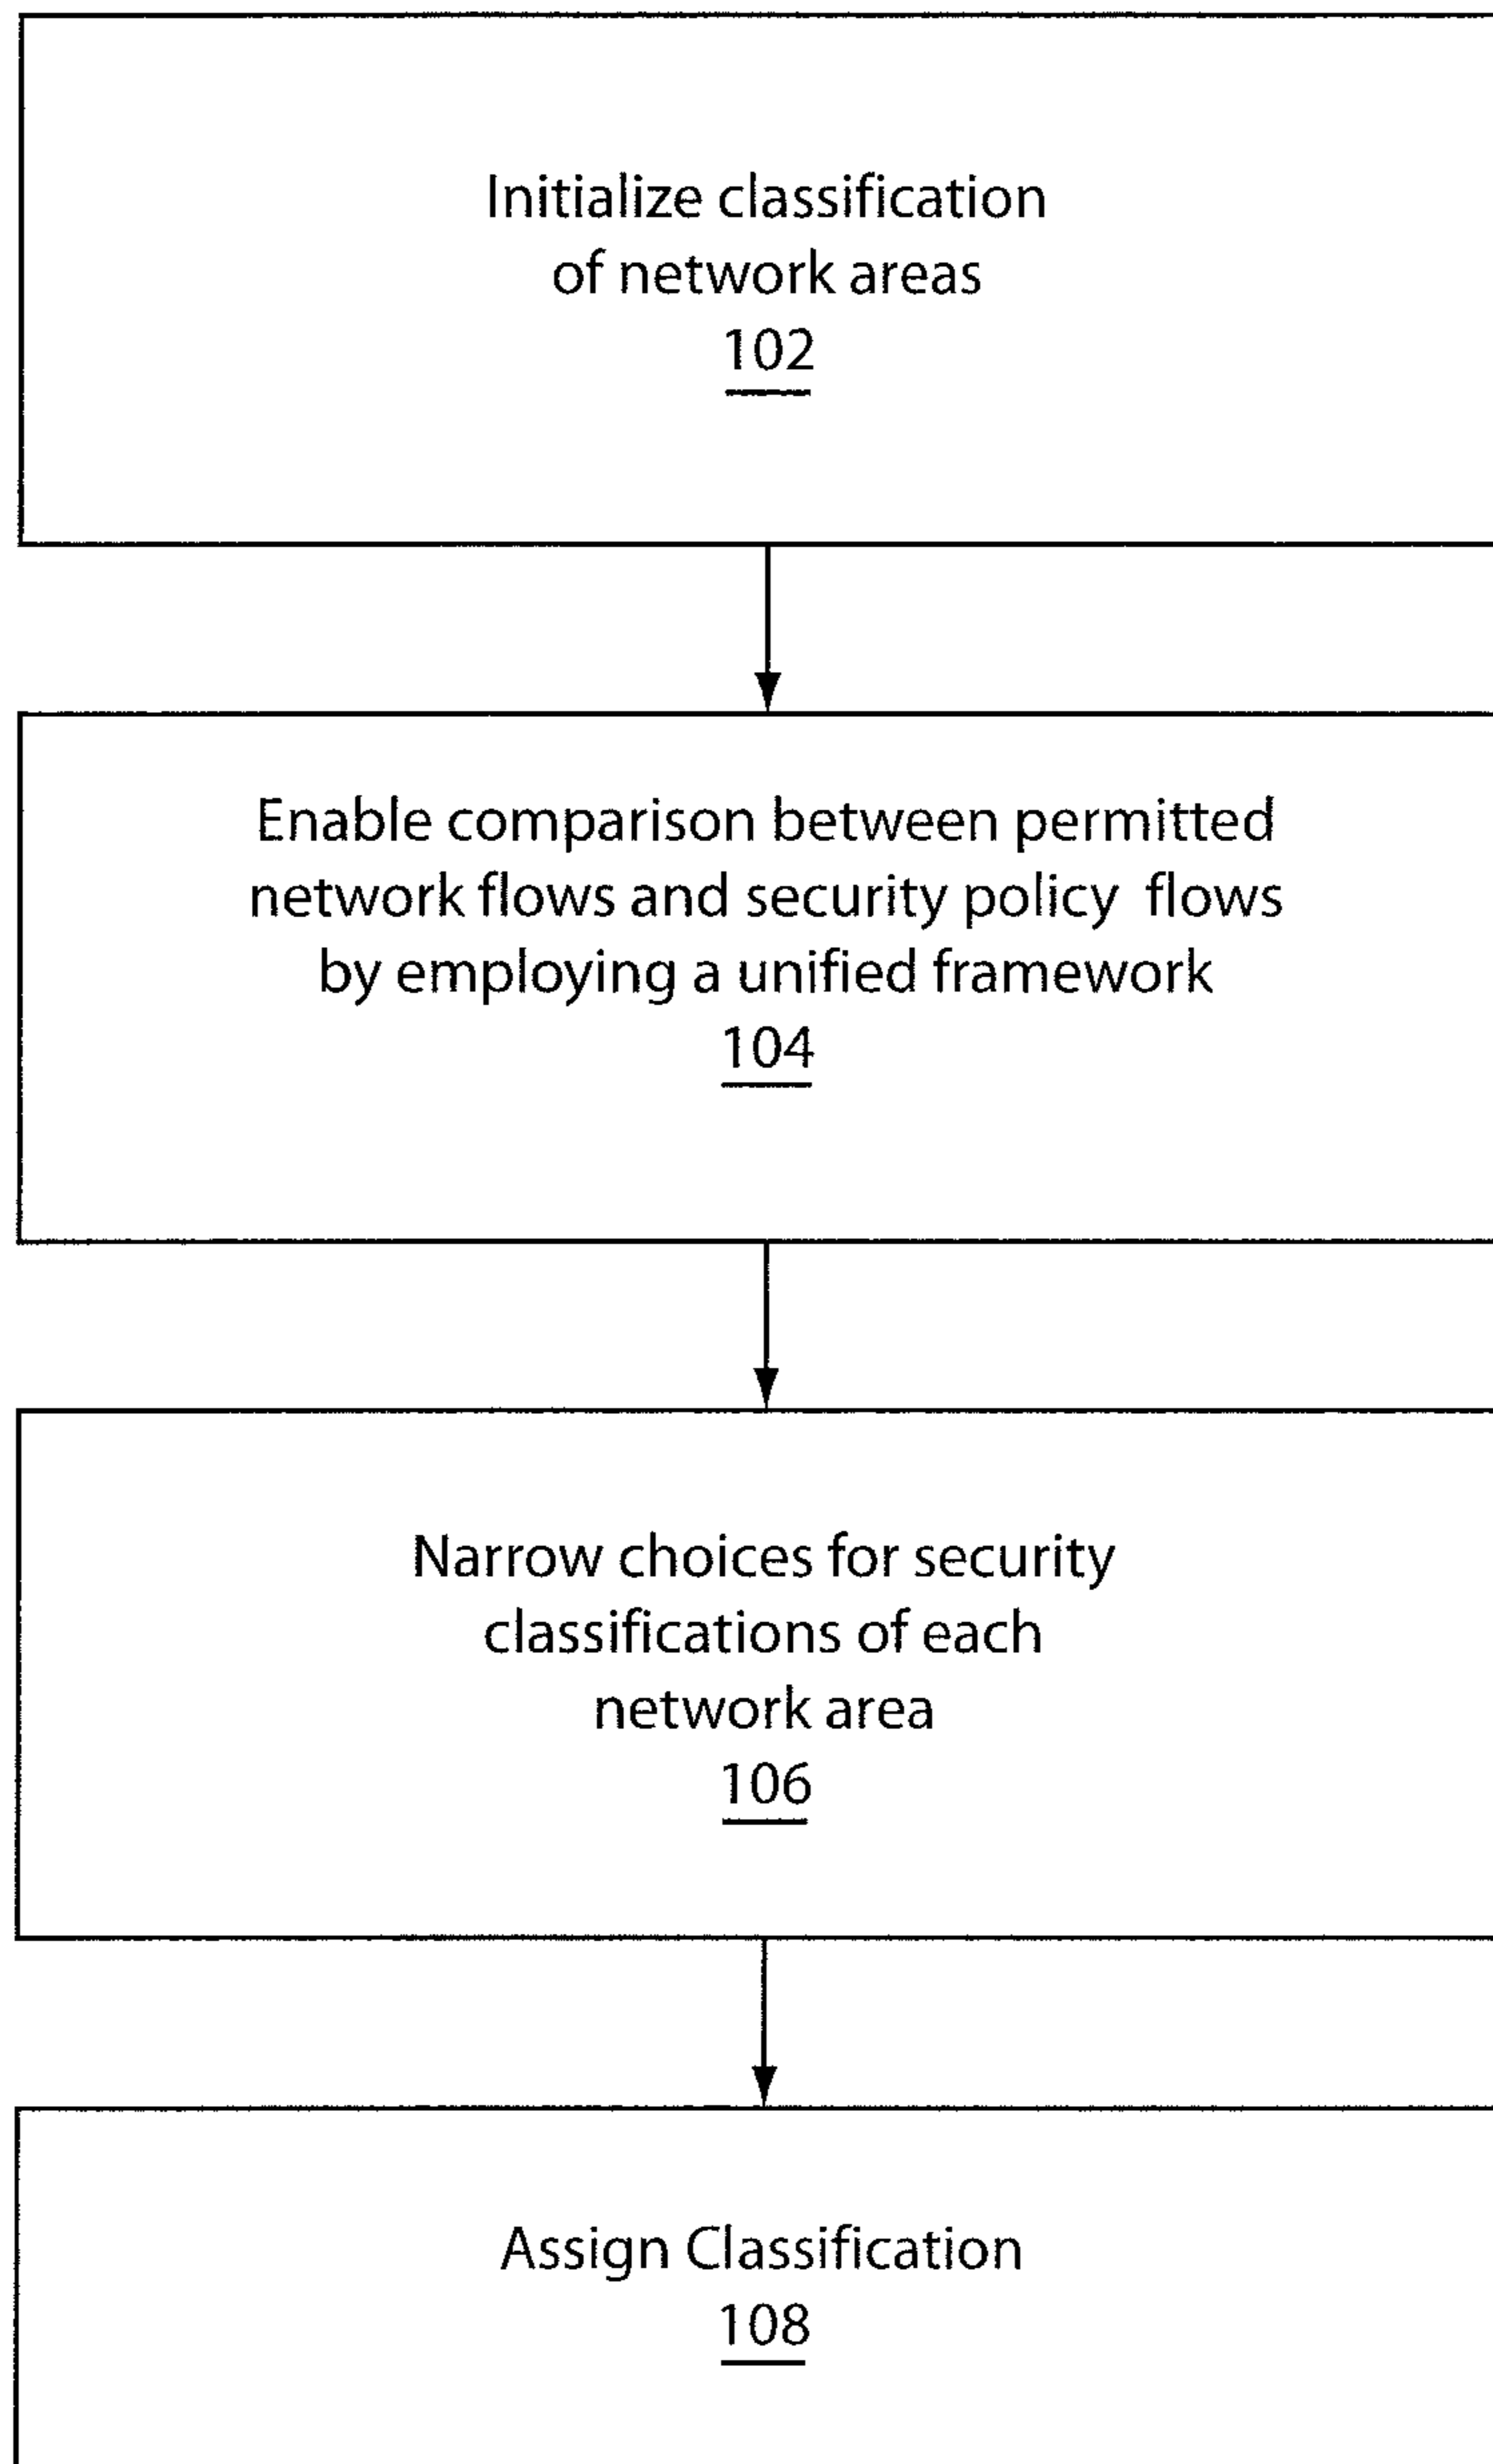 Initialize classification
of network areas
102
Enable comparison between permitted
network flows and security policy flows
by employing a unified framework
104
Narrow choices for security
classifications of each
network area
106
Assign Classification
108